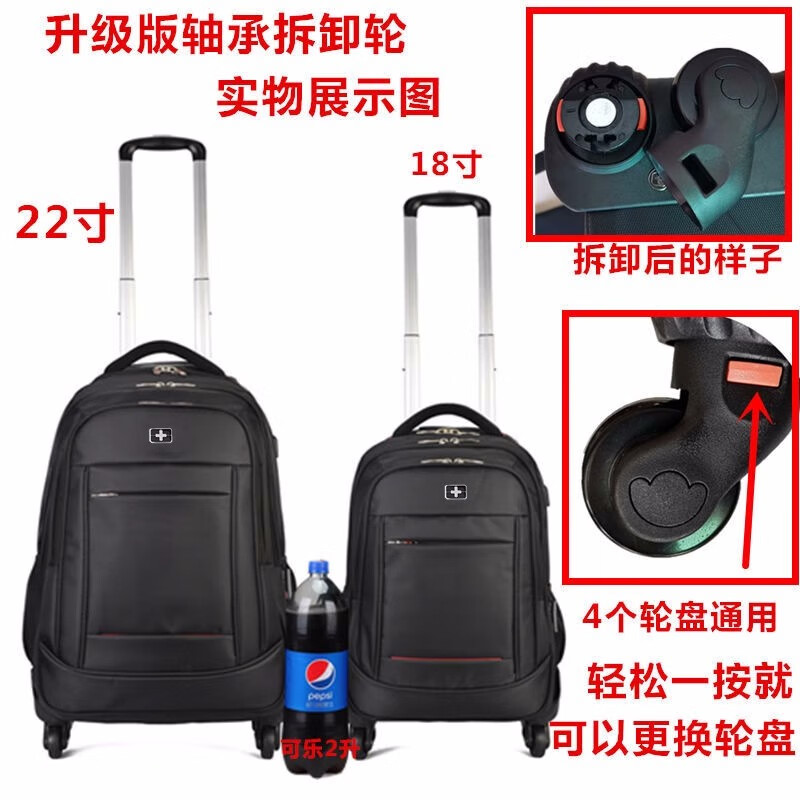 升级版轴承拆卸轮
实物展示图
22寸
18寸
拆卸后的样子
4个轮盘通用
轻松一按就
可以更换轮盘
pepsi
可乐2升